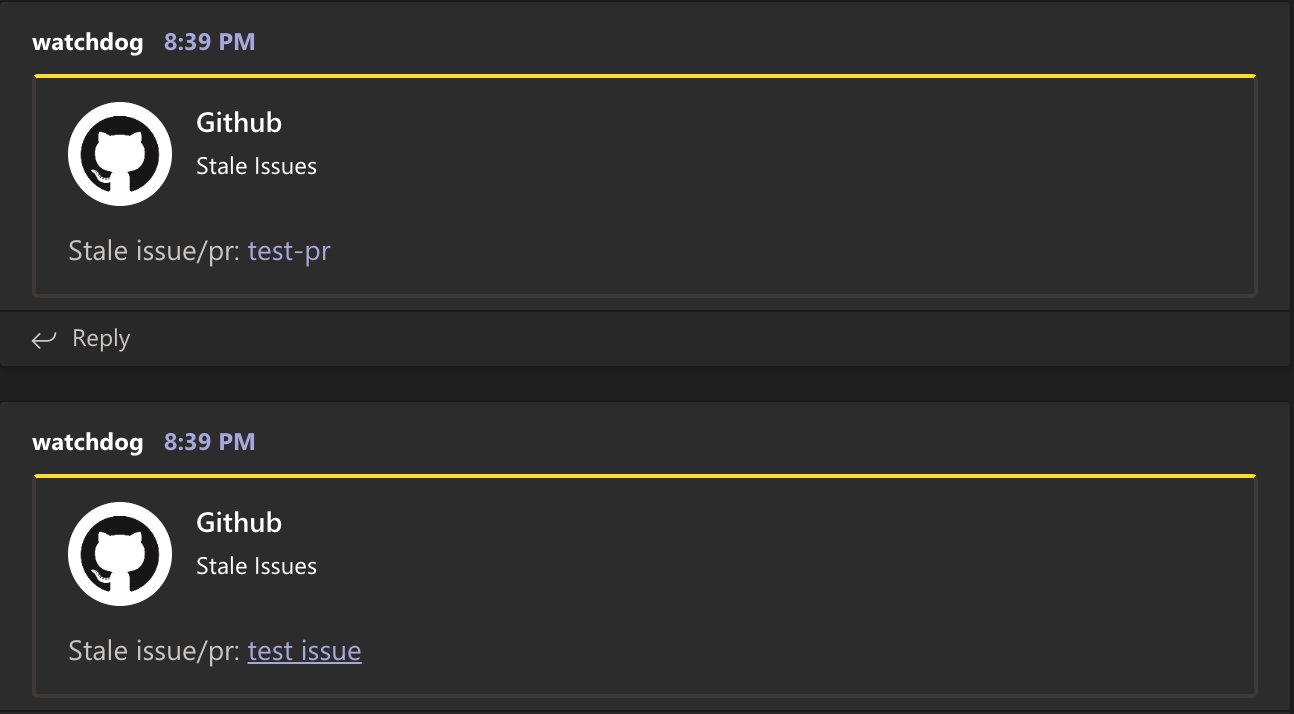 watchdog 8:39 PM
Github
Stale Issues
Stale issue/pr: test-pr
Reply
watchdog 8:39 PM
Github
Stale Issues
Stale issue/pr: test issue